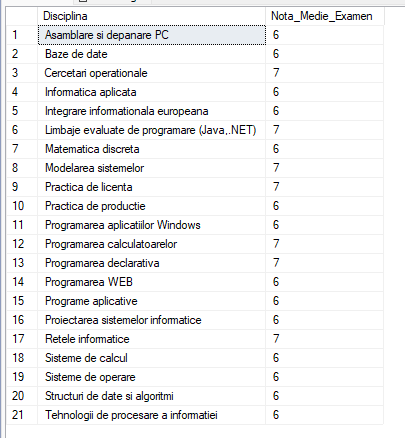 Disciplina Nota_Medie_Examen
1 Asamblare si depanare PC 6
2 Baze de date 6
3 Cercetari operationale 7
4 Informatica aplicata 6
5 Integrare informationala europeana 6
6 Limbaje evaluate de programare (Java,.NET) 7
7 Matematica discreta 6
8 Modelarea sistemelor 7
9 Practica de licenta 7
10 Practica de productie 6
11 Programarea aplicatiilor Windows 6
12 Programarea calculatoarelor 7
13 Programarea declarativa 7
14 Programarea WEB 6
15 Programe aplicative 6
16 Proiectarea sistemelor informatice 6
17 Retele informatice 7
18 Sisteme de calcul 6
19 Sisteme de operare 6
20 Structuri de date si algoritmi 6
21 Tehnologii de procesare a informatiei 6